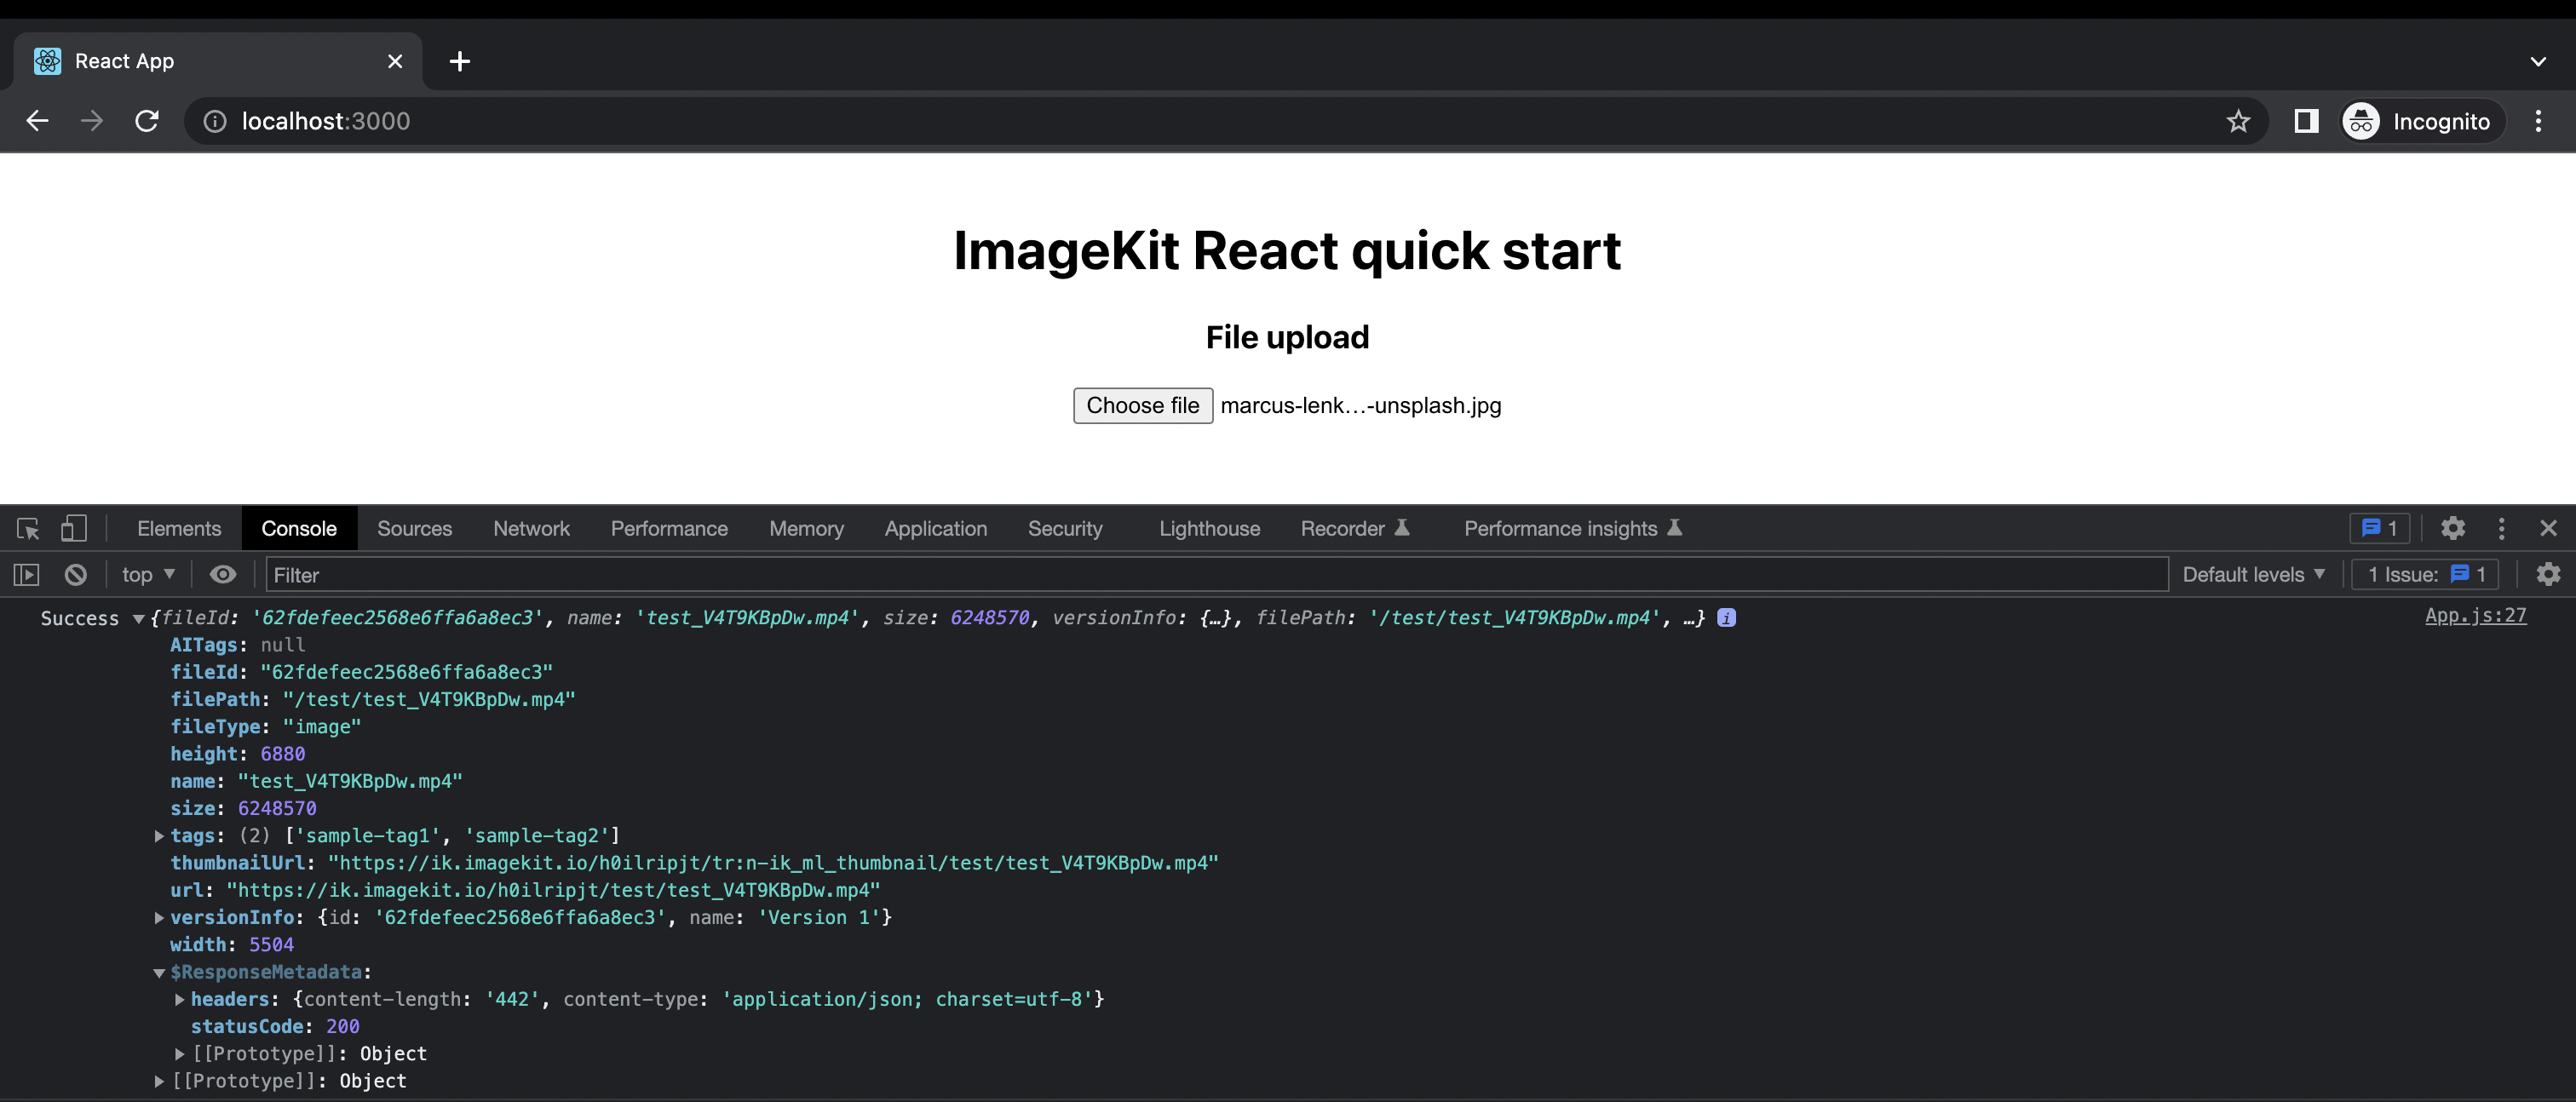 React App
localhost:3000
Incognito
ImageKit React quick start
File upload
Choose file marcus-lenk…-unsplash.jpg
Elements Console Sources Network Performance Memory Application Security Lighthouse Recorder Performance insights 1
top Filter Default levels 1 Issue: 1
Success {fileId: '62fdefeec2568e6ffa6a8ec3', name: 'test_V4T9KBpDw.mp4', size: 6248570, versionInfo: {…}, filePath: '/test/test_V4T9KBpDw.mp4', …} i App.js:27
AITags: null
fileId: "62fdefeec2568e6ffa6a8ec3"
filePath: "/test/test_V4T9KBpDw.mp4"
fileType: "image"
height: 6880
name: "test_V4T9KBpDw.mp4"
size: 6248570
tags: (2) ['sample-tag1', 'sample-tag2']
thumbnailUrl: "https://ik.imagekit.io/h0ilripjt/tr:n-ik_ml_thumbnail/test/test_V4T9KBpDw.mp4"
url: "https://ik.imagekit.io/h0ilripjt/test/test_V4T9KBpDw.mp4"
versionInfo: {id: '62fdefeec2568e6ffa6a8ec3', name: 'Version 1'}
width: 5504
$ResponseMetadata:
headers: {content-length: '442', content-type: 'application/json; charset=utf-8'}
statusCode: 200
[[Prototype]]: Object
[[Prototype]]: Object